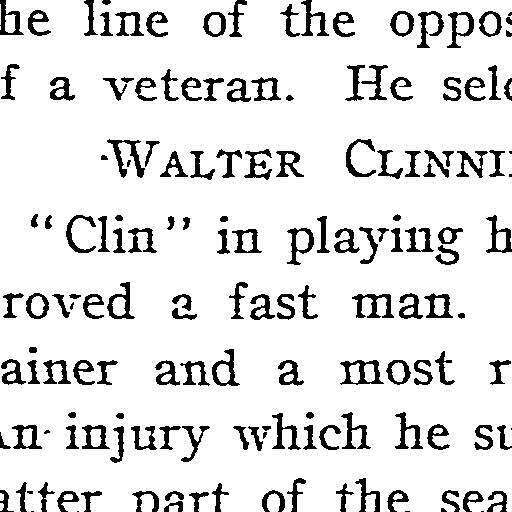 he line of the oppos
f a veteran. He seld
WALTER CLINNI
“Clin” in playing h
roved a fast man.
ainer and a most r
An injury which he su
atter part of the sea